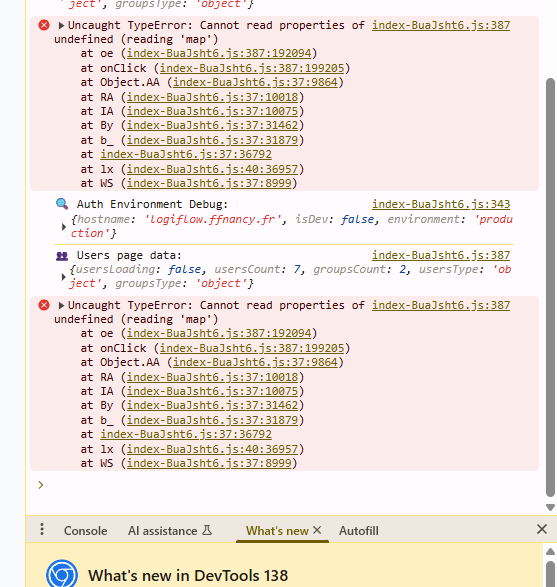 ject', groupsType: 'object'}
Uncaught TypeError: Cannot read properties of index-BuaJsht6.js:387
undefined (reading 'map')
at oe (index-BuaJsht6.js:387:192094)
at onClick (index-BuaJsht6.js:387:199205)
at Object.AA (index-BuaJsht6.js:37:9864)
at RA (index-BuaJsht6.js:37:10018)
at IA (index-BuaJsht6.js:37:10075)
at By (index-BuaJsht6.js:37:31462)
at b_ (index-BuaJsht6.js:37:31879)
at index-BuaJsht6.js:37:36792
at lx (index-BuaJsht6.js:40:36957)
at WS (index-BuaJsht6.js:37:8999)
Auth Environment Debug: index-BuaJsht6.js:343
{hostname: 'logiflow.ffnancy.fr', isDev: false, environment: 'produ
ction'}
Users page data: index-BuaJsht6.js:387
{usersLoading: false, usersCount: 7, groupsCount: 2, usersType: 'ob
ject', groupsType: 'object'}
Uncaught TypeError: Cannot read properties of index-BuaJsht6.js:387
undefined (reading 'map')
at oe (index-BuaJsht6.js:387:192094)
at onClick (index-BuaJsht6.js:387:199205)
at Object.AA (index-BuaJsht6.js:37:9864)
at RA (index-BuaJsht6.js:37:10018)
at IA (index-BuaJsht6.js:37:10075)
at By (index-BuaJsht6.js:37:31462)
at b_ (index-BuaJsht6.js:37:31879)
at index-BuaJsht6.js:37:36792
at lx (index-BuaJsht6.js:40:36957)
at WS (index-BuaJsht6.js:37:8999)
Console AI assistance What's new Autofill
What's new in DevTools 138